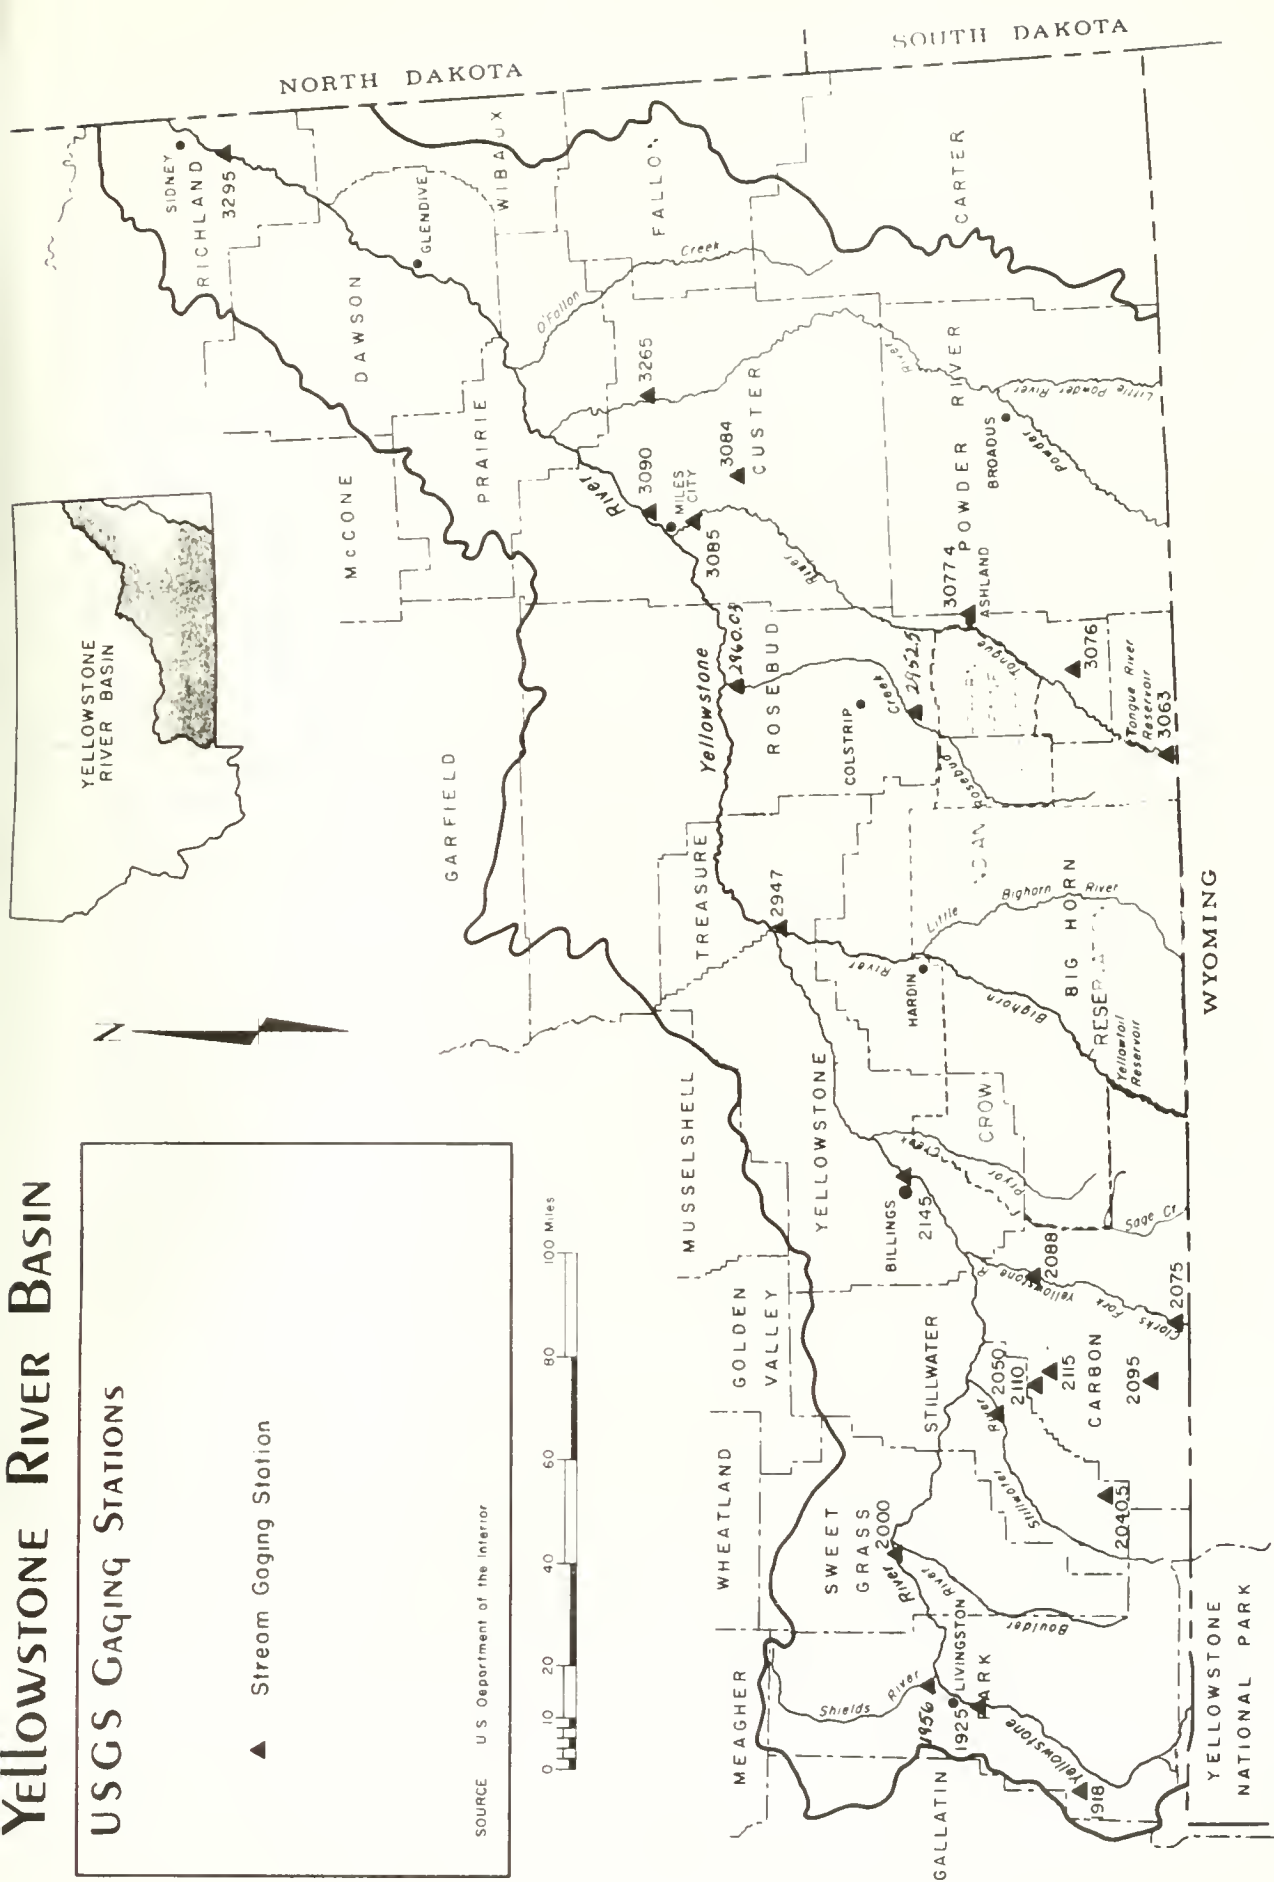 YELLOWSTONE RIVER BASIN
USGS GAGING STATIONS
Stream Gaging Station
SOURCE US Department of the Interior
0 10 20 40 60 80 100 Miles
N
YELLOWSTONE
RIVER BASIN
NORTH DAKOTA
SOUTH DAKOTA
WYOMING
YELLOWSTONE
NATIONAL PARK
MEAGHER
GALLATIN
PARK
WHEATLAND
SWEET
GRASS
GOLDEN
VALLEY
STILLWATER
CARBON
MUSSELSHELL
YELLOWSTONE
TREASURE
BIG HORN
GARFIELD
ROSEBUD
McCONE
PRAIRIE
DAWSON
RICHLAND
WIBAUX
FALLON
CUSTER
POWDER RIVER
CARTER
CROW
RESERVATION
LIVINGSTON
BILLINGS
HARDIN
COLSTRIP
ASHLAND
MILES
CITY
BROADUS
GLENDIVE
SIDNEY
Shields River
Yellowstone
River
Boulder River
Stillwater River
Clarks Fork Yellowstone R
Pryor Creek
Sage Cr
Bighorn River
Little Bighorn River
Yellowtail
Reservoir
Yellowstone River
Rosebud Creek
Tongue River
Tongue River
Reservoir
Powder River
Little Powder River
O'Fallon Creek
1918
1925
1956
2000
2040.5
2050
2110
2115
2095
2075
2088
2145
2947
2952.5
2960.03
3063
3076
30774
3085
3084
3090
3265
3295